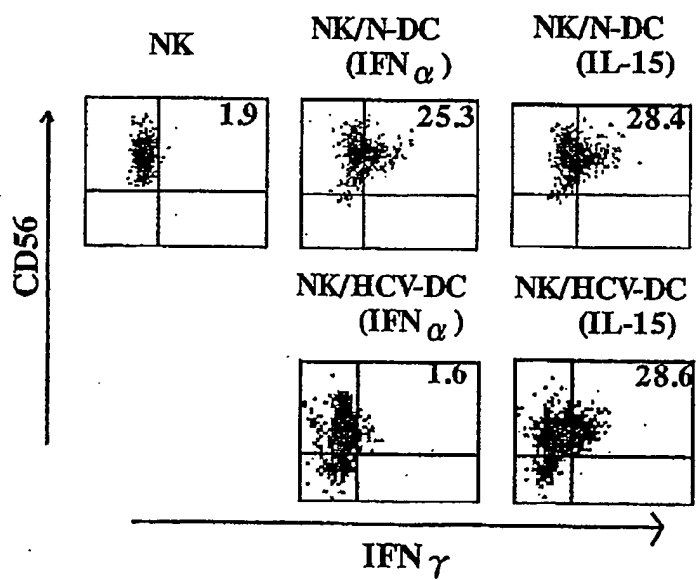 NK
NK/N-DC
(IFNα)
NK/N-DC
(IL-15)
1.9
25.3
28.4
CD56
NK/HCV-DC
(IFNα)
NK/HCV-DC
(IL-15)
1.6
28.6
IFNγ